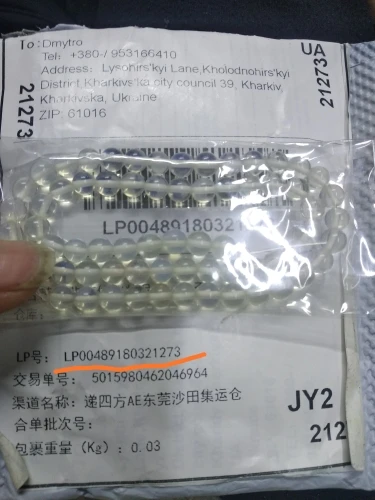 To: Dmytro
Tel: +380-/ 953166410
Address: Lysohirs'kyi Lane,Kholodnohirs'kyi
District,Kharkivs'ka city council 39, Kharkiv,
Kharkivska, Ukraine
ZIP: 61016
UA
21273A
21273
LP00489180321
LP号: LP00489180321273
交易单号: 5015980462046964
渠道名称: 递四方AE东莞沙田集运仓
合单批次号:
包裹重量（Kg）: 0.03
JY2
212